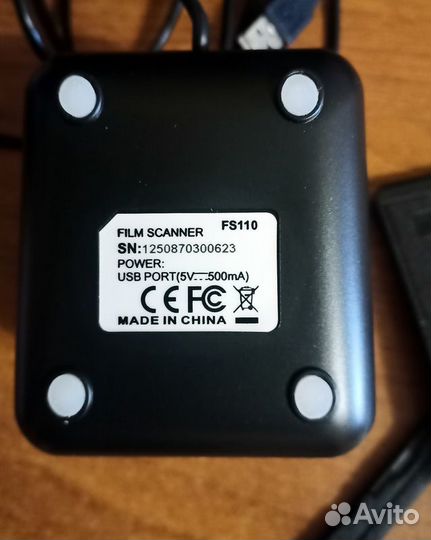 FILM SCANNER FS110
SN:1250870300623
POWER:
USB PORT(5V⎓500mA)
CE FC
MADE IN CHINA
Avito